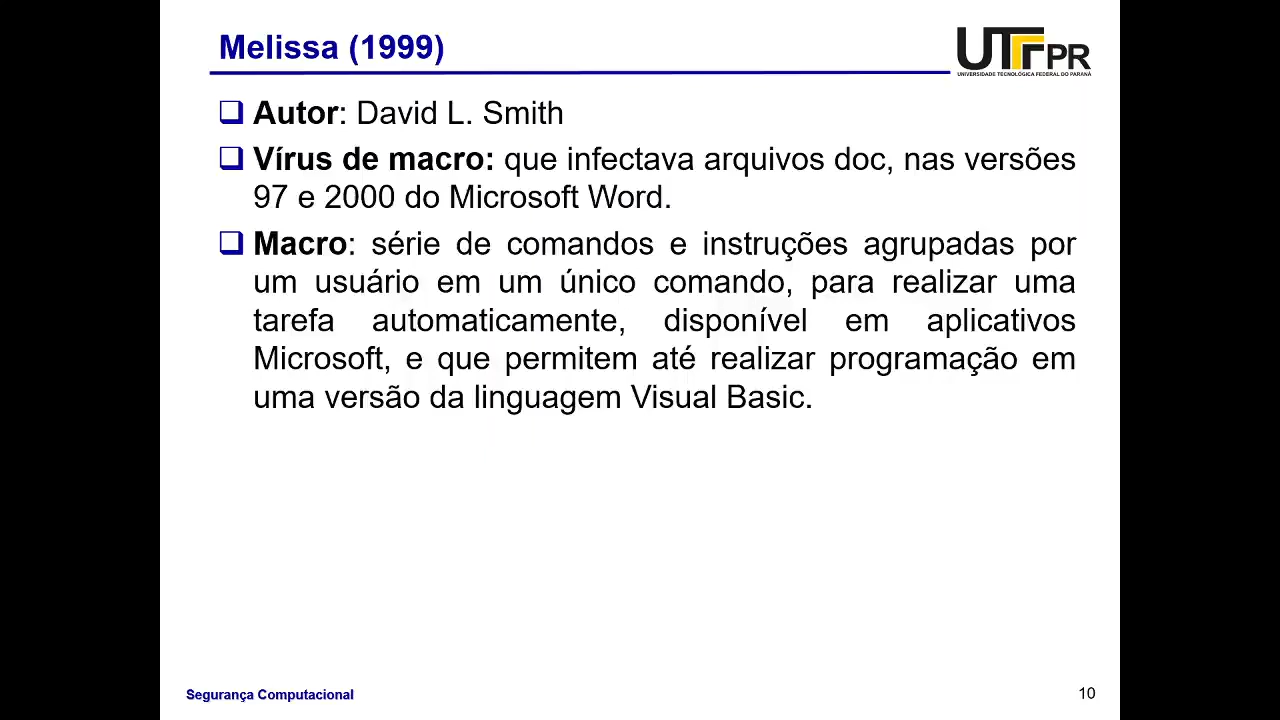 Melissa (1999)
UTFPR
UNIVERSIDADE TECNOLÓGICA FEDERAL DO PARANÁ
Autor: David L. Smith
Vírus de macro: que infectava arquivos doc, nas versões
97 e 2000 do Microsoft Word.
Macro: série de comandos e instruções agrupadas por
um usuário em um único comando, para realizar uma
tarefa automaticamente, disponível em aplicativos
Microsoft, e que permitem até realizar programação em
uma versão da linguagem Visual Basic.
Segurança Computacional
10